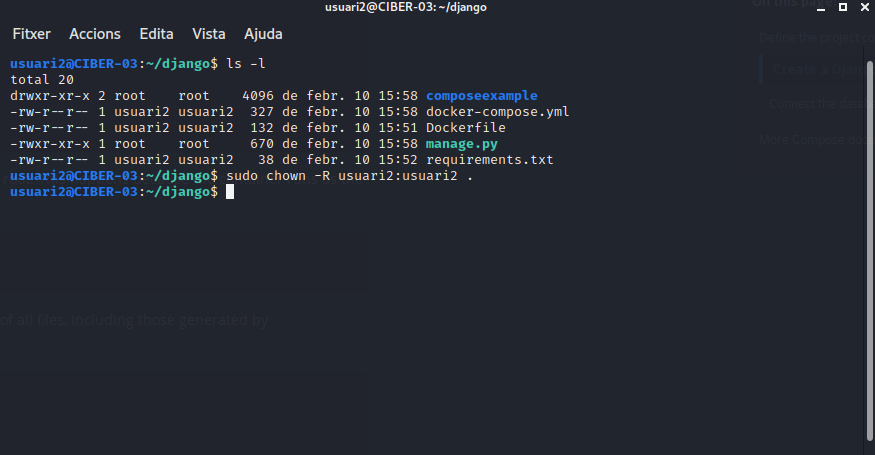 usuari2@CIBER-03: ~/django
On this page
Fitxer Accions Edita Vista Ajuda
Define the project c
Create a Djan
Connect the datab
More Compose doc
usuari2@CIBER-03:~/django$ ls -l
total 20
drwxr-xr-x 2 root root 4096 de febr. 10 15:58 composeexample
-rw-r--r-- 1 usuari2 usuari2 327 de febr. 10 15:58 docker-compose.yml
-rw-r--r-- 1 usuari2 usuari2 132 de febr. 10 15:51 Dockerfile
-rwxr-xr-x 1 root root 670 de febr. 10 15:58 manage.py
-rw-r--r-- 1 usuari2 usuari2 38 de febr. 10 15:52 requirements.txt
usuari2@CIBER-03:~/django$ sudo chown -R usuari2:usuari2 .
usuari2@CIBER-03:~/django$
of all files, including those generated by